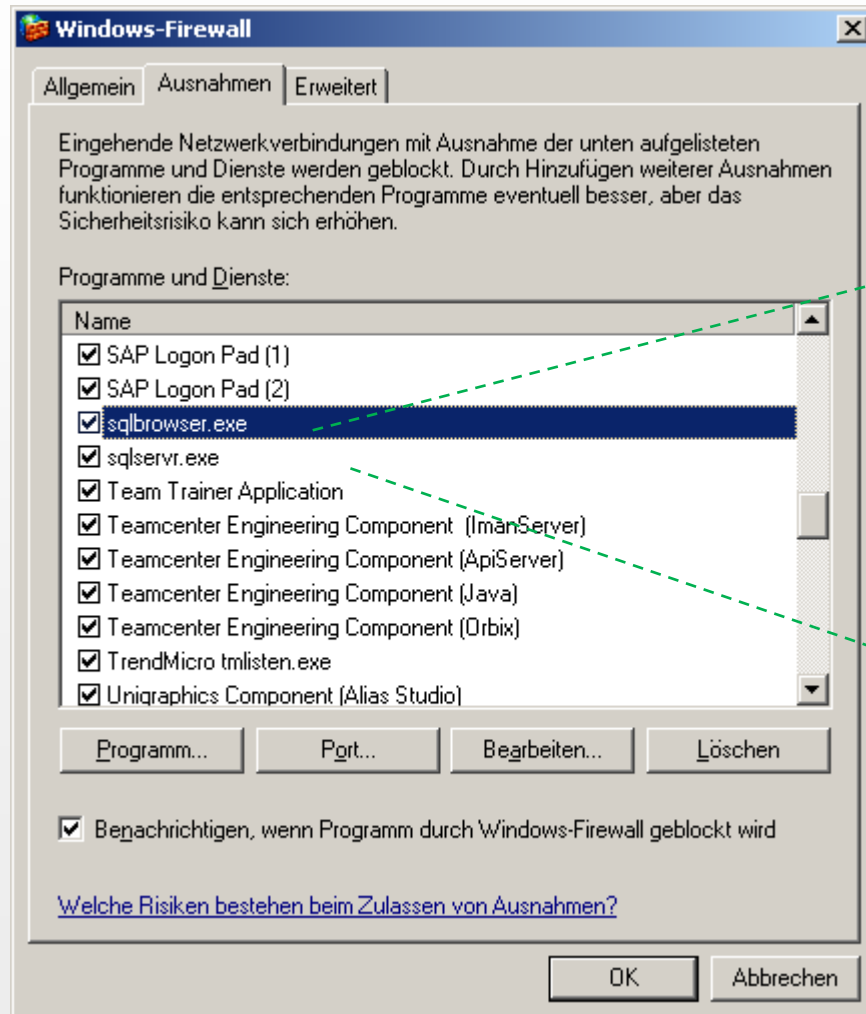 Windows-Firewall
Allgemein Ausnahmen Erweitert
Eingehende Netzwerkverbindungen mit Ausnahme der unten aufgelisteten
Programme und Dienste werden geblockt. Durch Hinzufügen weiterer Ausnahmen
funktionieren die entsprechenden Programme eventuell besser, aber das
Sicherheitsrisiko kann sich erhöhen.
Programme und Dienste:
Name
SAP Logon Pad (1)
SAP Logon Pad (2)
sqlbrowser.exe
sqlservr.exe
Team Trainer Application
Teamcenter Engineering Component (ImanServer)
Teamcenter Engineering Component (ApiServer)
Teamcenter Engineering Component (Java)
Teamcenter Engineering Component (Orbix)
TrendMicro tmlisten.exe
Unigraphics Component (Alias Studio)
Programm... Port... Bearbeiten... Löschen
Benachrichtigen, wenn Programm durch Windows-Firewall geblockt wird
Welche Risiken bestehen beim Zulassen von Ausnahmen?
OK Abbrechen